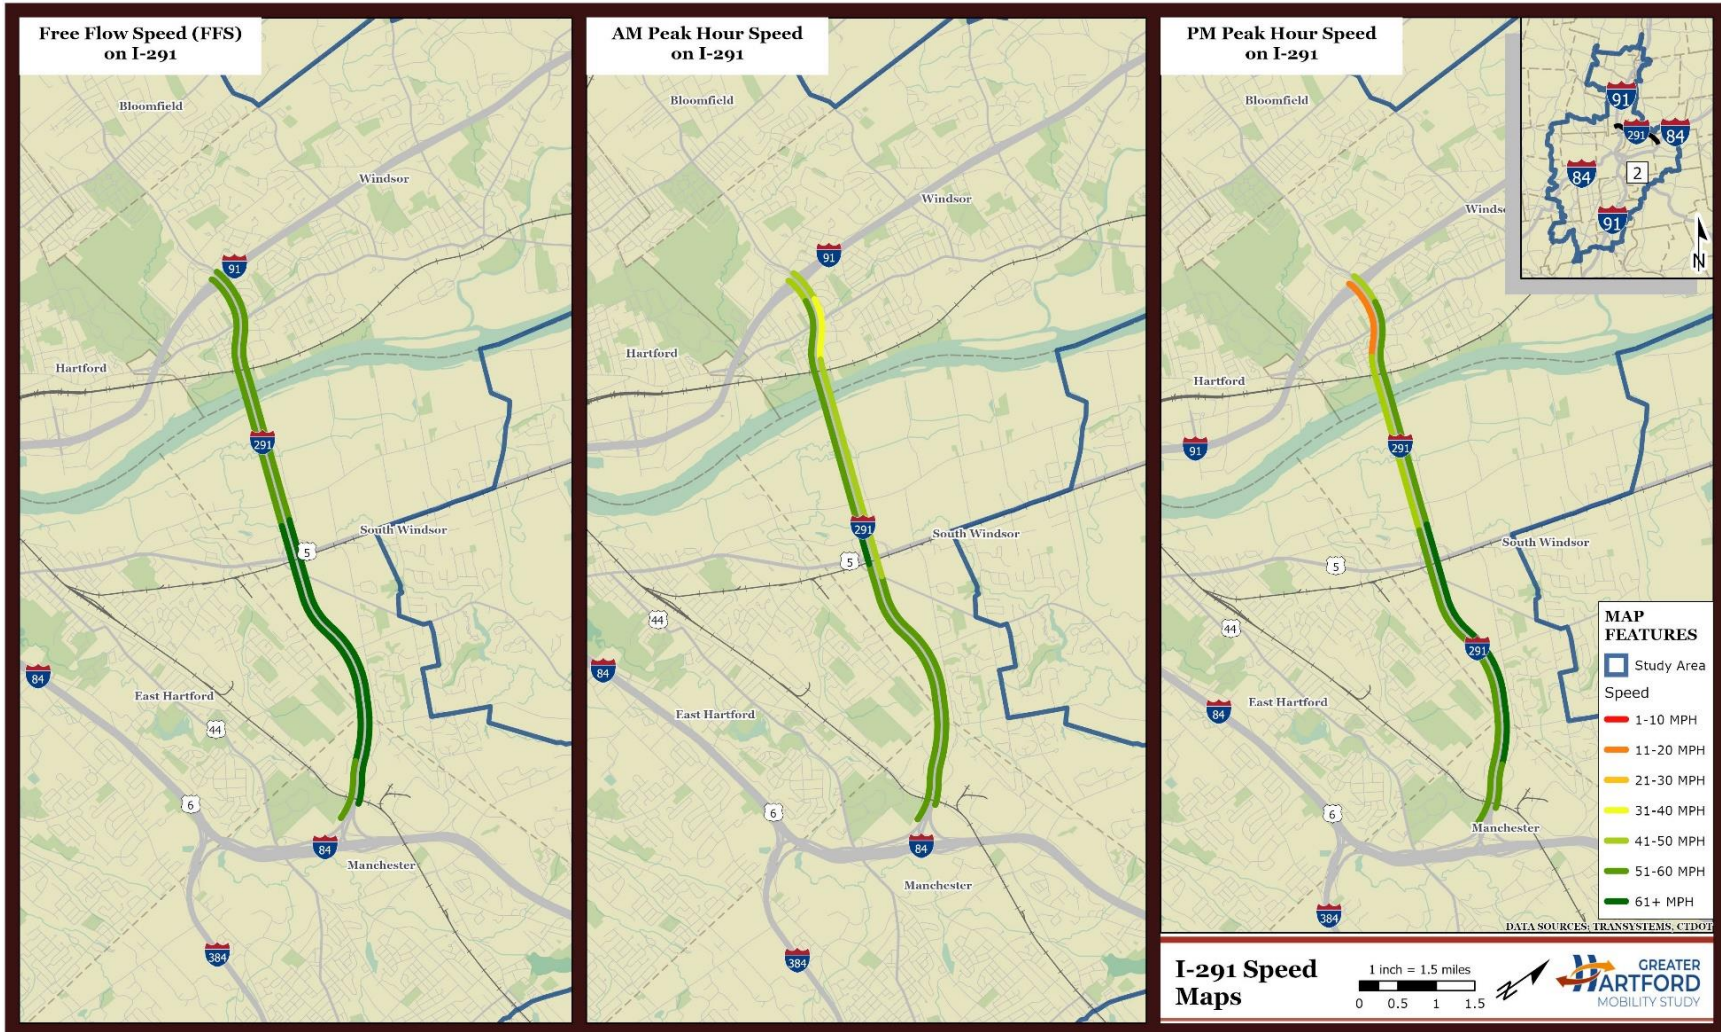 Free Flow Speed (FFS)
on I-291
Bloomfield
Windsor
91
Hartford
291
South Windsor
5
84
East Hartford
44
6
84
Manchester
384
AM Peak Hour Speed
on I-291
Bloomfield
Windsor
91
Hartford
291
South Windsor
5
44
84
East Hartford
6
84
Manchester
384
PM Peak Hour Speed
on I-291
Bloomfield
Windso
Hartford
91
291
South Windsor
5
44
291
East Hartford
84
6
Manchester
384
91
291
84
84
2
91
N
MAP
FEATURES
Study Area
Speed
1-10 MPH
11-20 MPH
21-30 MPH
31-40 MPH
41-50 MPH
51-60 MPH
61+ MPH
DATA SOURCES: TRANSYSTEMS, CTDOT
I-291 Speed
Maps
1 inch = 1.5 miles
0 0.5 1 1.5
N
GREATER
HARTFORD
MOBILITY STUDY